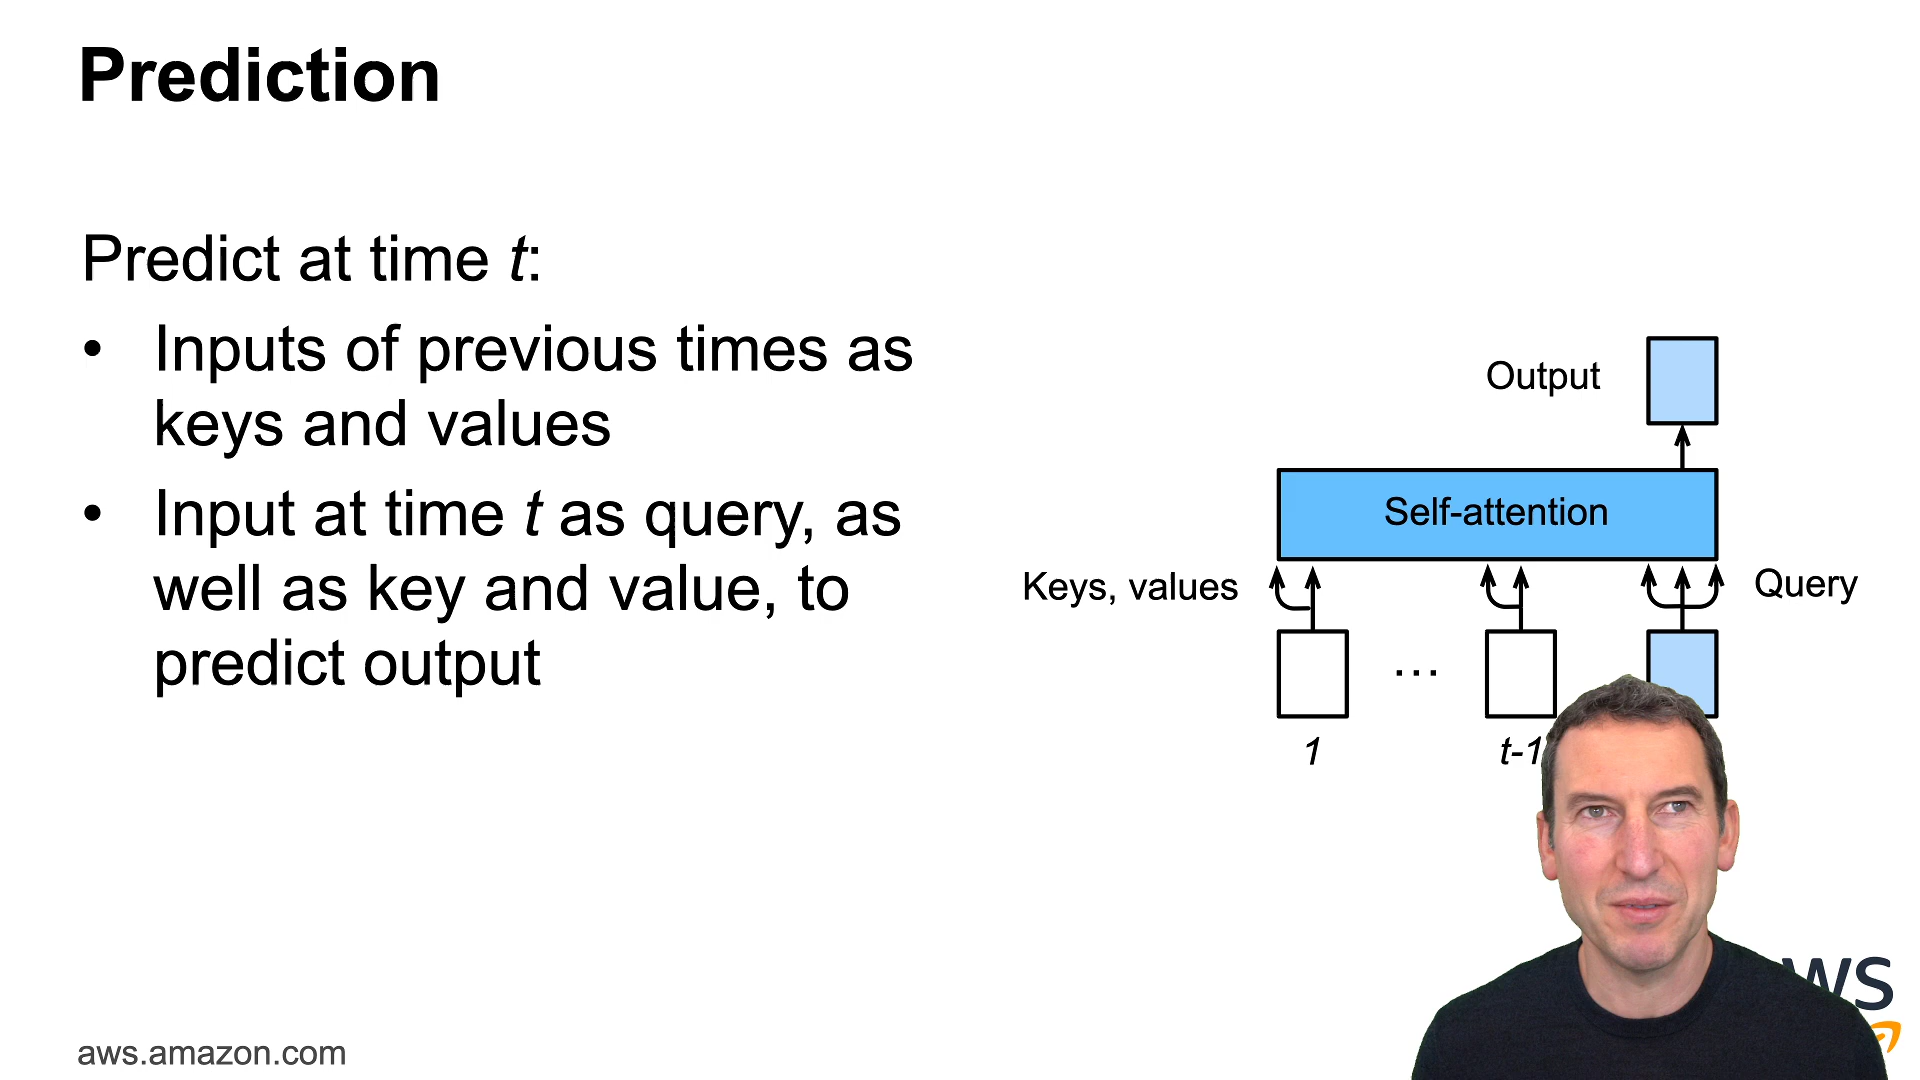 Prediction
Predict at time t:
• Inputs of previous times as
keys and values
• Input at time t as query, as
well as key and value, to
predict output
Output
Self-attention
Keys, values
Query
...
1
t-1
aws.amazon.com